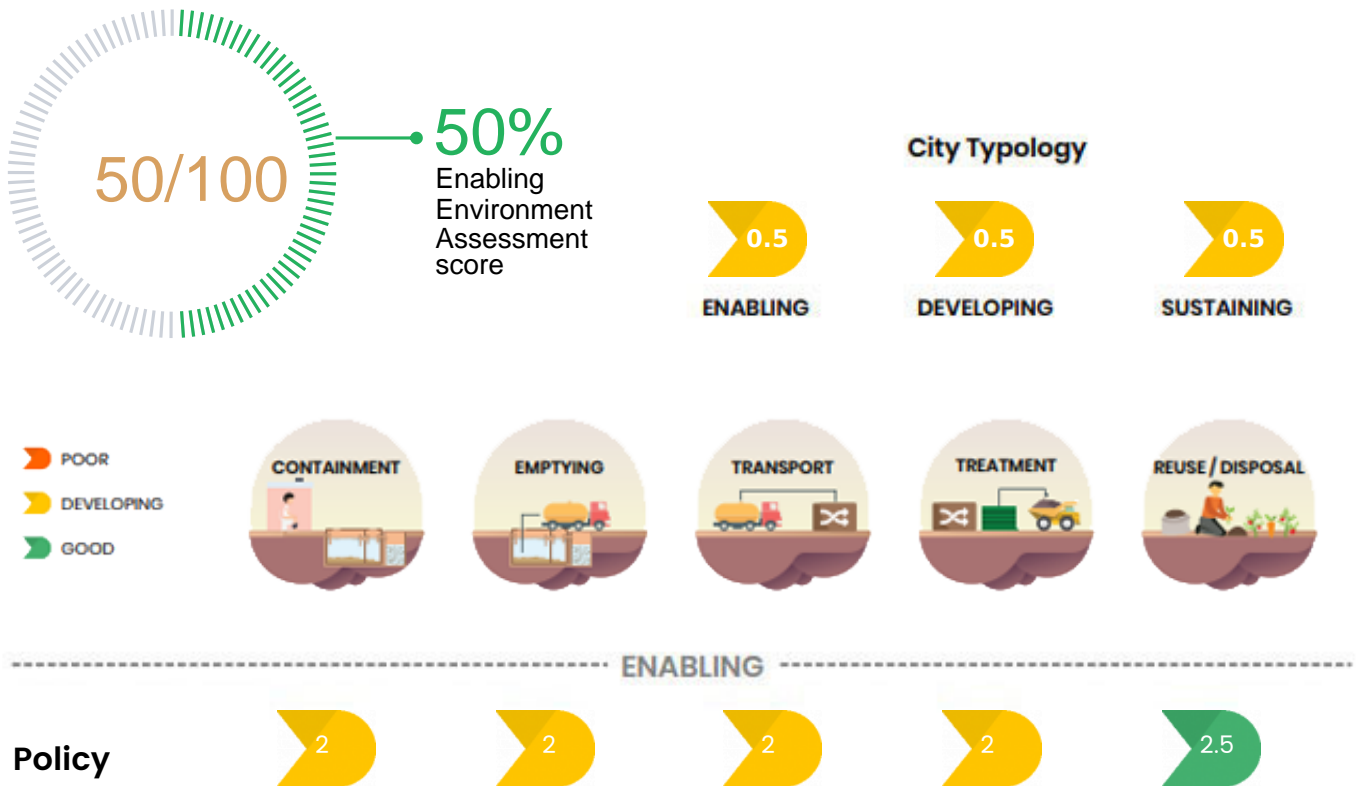 50/100
50%
Enabling
Environment
Assessment
score
City Typology
0.5
0.5
0.5
ENABLING
DEVELOPING
SUSTAINING
POOR
DEVELOPING
GOOD
CONTAINMENT
EMPTYING
TRANSPORT
TREATMENT
REUSE / DISPOSAL
ENABLING
Policy
2
2
2
2
2.5